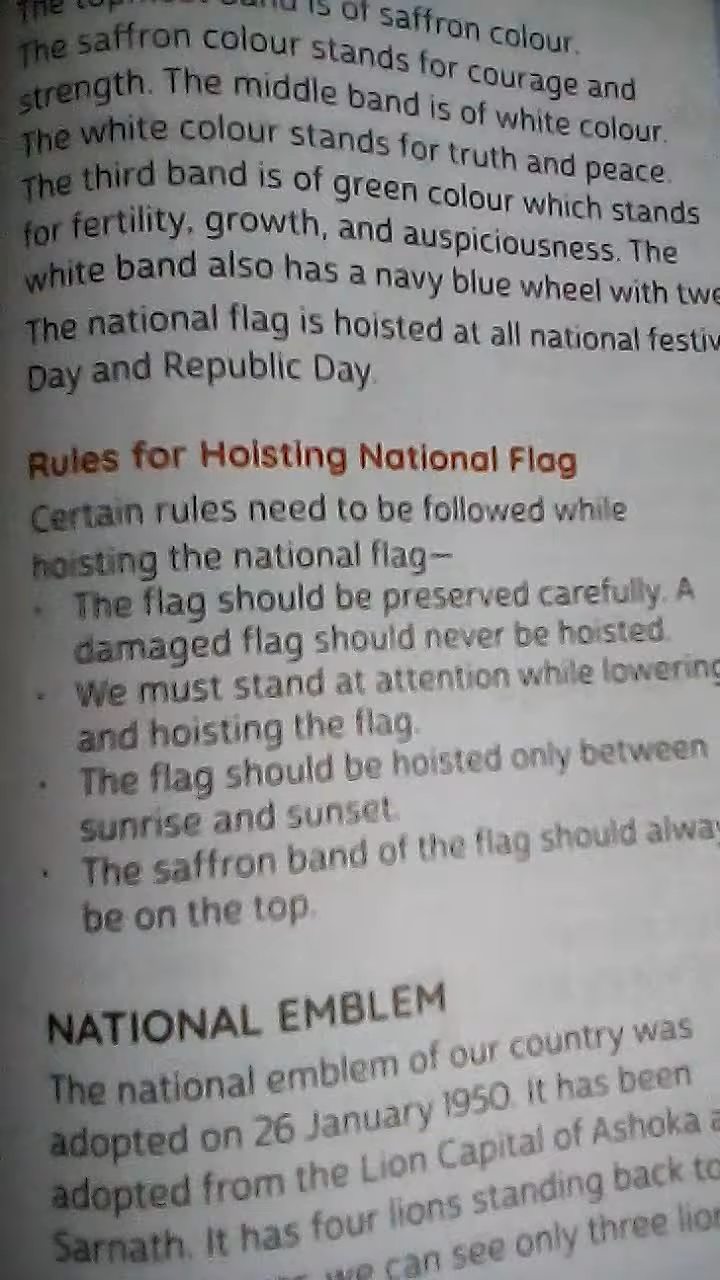 The topmost band is of saffron colour.
The saffron colour stands for courage and
strength. The middle band is of white colour.
The white colour stands for truth and peace.
The third band is of green colour which stands
for fertility, growth, and auspiciousness. The
white band also has a navy blue wheel with
The national flag is hoisted at all national
Day and Republic Day.
Rules for Hoisting National Flag
Certain rules need to be followed while
hoisting the national flag—
· The flag should be preserved carefully. A
damaged flag should never be hoisted.
· We must stand at attention while lowering
and hoisting the flag.
· The flag should be hoisted only between
sunrise and sunset.
· The saffron band of the flag should
be on the top.
NATIONAL EMBLEM
The national emblem of our country was
adopted on 26 January 1950. It has been
adopted from the Lion Capital of Ashoka
Sarnath. It has four lions standing back to
we can see only three